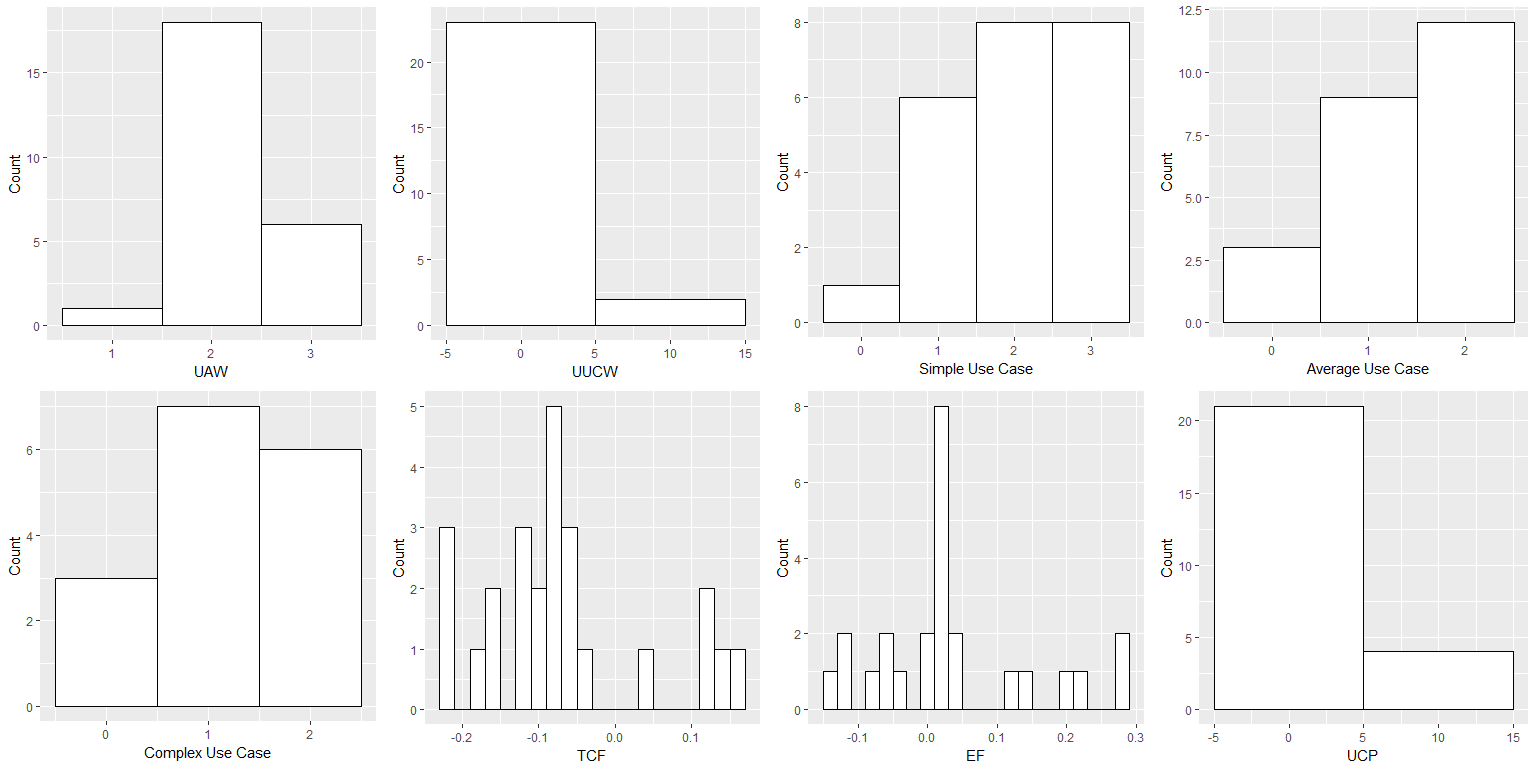 Count
15
10
5
0
1 2 3
UAW
Count
20
15
10
5
0
-5 0 5 10 15
UUCW
Count
8
6
4
2
0
0 1 2 3
Simple Use Case
Count
12.5
10.0
7.5
5.0
2.5
0.0
0 1 2
Average Use Case
Count
6
4
2
0
0 1 2
Complex Use Case
Count
5
4
3
2
1
0
-0.2 -0.1 0.0 0.1
TCF
Count
8
6
4
2
0
-0.1 0.0 0.1 0.2 0.3
EF
Count
20
15
10
5
0
-5 0 5 10 15
UCP